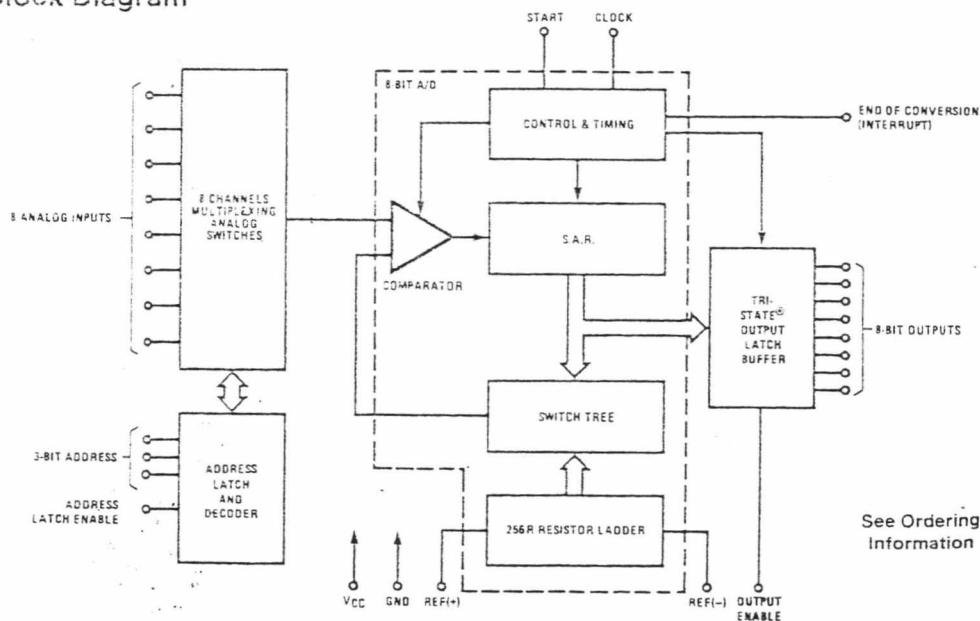 Block Diagram
START CLOCK
8-BIT A/D
END OF CONVERSION
(INTERRUPT)
CONTROL & TIMING
8 ANALOG INPUTS
8 CHANNELS
MULTIPLEXING
ANALOG
SWITCHES
S.A.R.
COMPARATOR
TRI-
STATE®
OUTPUT
LATCH
BUFFER
8-BIT OUTPUTS
SWITCH TREE
3-BIT ADDRESS
ADDRESS
LATCH
AND
DECODER
ADDRESS
LATCH ENABLE
256R RESISTOR LADDER
See Ordering
Information
VCC GND REF(+) REF(−) OUTPUT
ENABLE